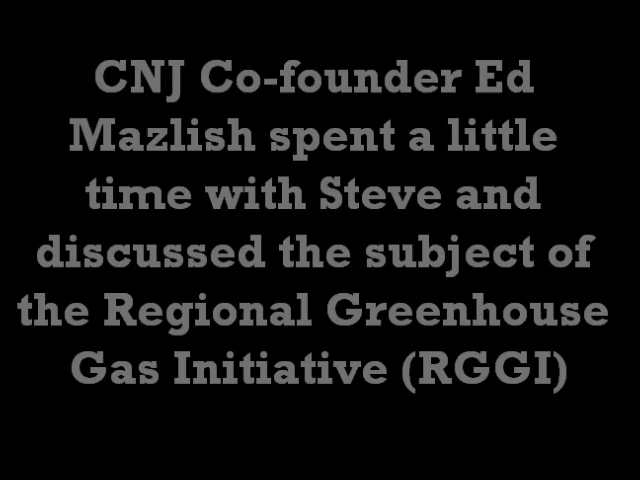 CNJ Co-founder Ed
Mazlish spent a little
time with Steve and
discussed the subject of
the Regional Greenhouse
Gas Initiative (RGGI)